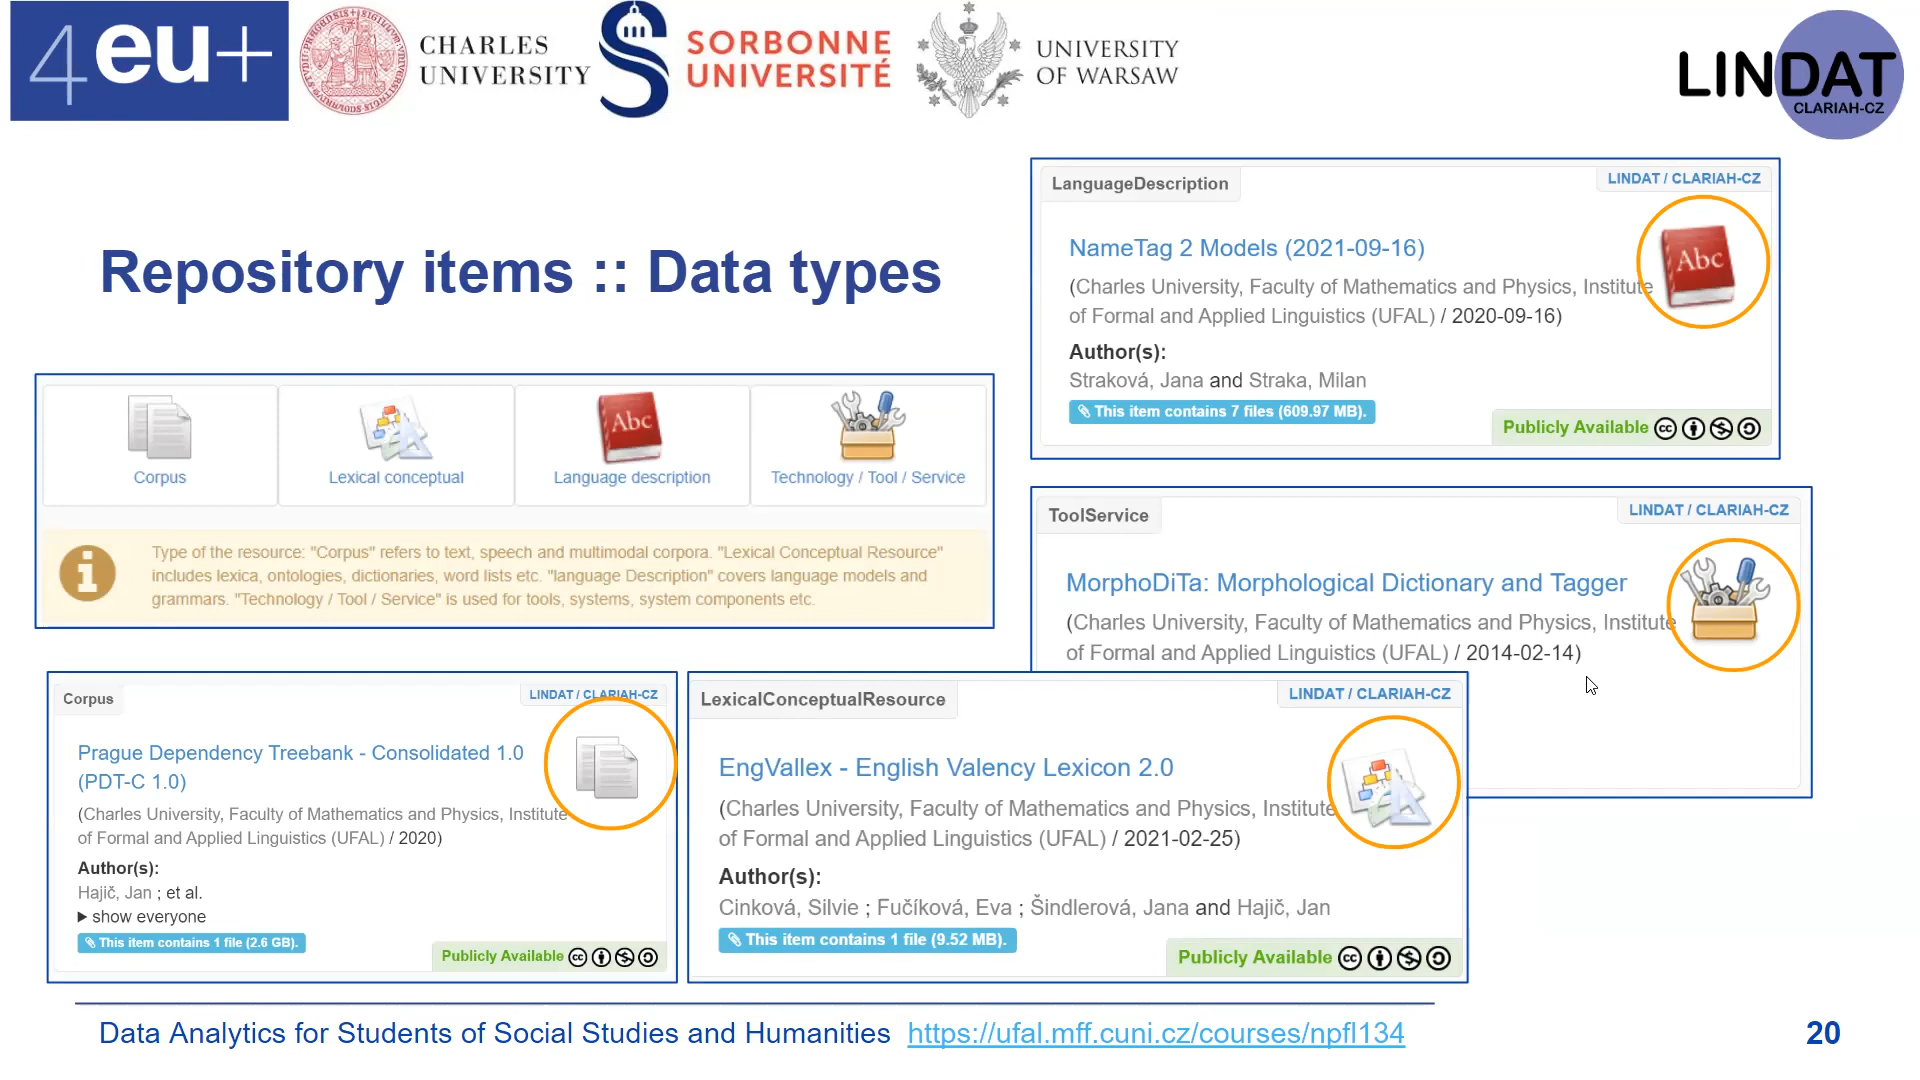 4eu+
CHARLES
UNIVERSITY
SORBONNE
UNIVERSITÉ
UNIVERSITY
OF WARSAW
LINDAT
CLARIAH-CZ
Repository items :: Data types
Corpus
Lexical conceptual
Abc
Language description
Technology / Tool / Service
Type of the resource: "Corpus" refers to text, speech and multimodal corpora. "Lexical Conceptual Resource"
includes lexica, ontologies, dictionaries, word lists etc. "language Description" covers language models and
grammars. "Technology / Tool / Service" is used for tools, systems, system components etc.
LanguageDescription
LINDAT / CLARIAH-CZ
NameTag 2 Models (2021-09-16)
Abc
(Charles University, Faculty of Mathematics and Physics, Institute
of Formal and Applied Linguistics (UFAL) / 2020-09-16)
Author(s):
Straková, Jana and Straka, Milan
This item contains 7 files (609.97 MB).
Publicly Available
ToolService
LINDAT / CLARIAH-CZ
MorphoDiTa: Morphological Dictionary and Tagger
(Charles University, Faculty of Mathematics and Physics, Institute
of Formal and Applied Linguistics (UFAL) / 2014-02-14)
Corpus
LINDAT / CLARIAH-CZ
Prague Dependency Treebank - Consolidated 1.0
(PDT-C 1.0)
(Charles University, Faculty of Mathematics and Physics, Institute
of Formal and Applied Linguistics (UFAL) / 2020)
Author(s):
Hajič, Jan ; et al.
show everyone
This item contains 1 file (2.6 GB).
Publicly Available
LexicalConceptualResource
LINDAT / CLARIAH-CZ
EngVallex - English Valency Lexicon 2.0
(Charles University, Faculty of Mathematics and Physics, Institute
of Formal and Applied Linguistics (UFAL) / 2021-02-25)
Author(s):
Cinková, Silvie ; Fučíková, Eva ; Šindlerová, Jana and Hajič, Jan
This item contains 1 file (9.52 MB).
Publicly Available
Data Analytics for Students of Social Studies and Humanities https://ufal.mff.cuni.cz/courses/npfl134
20